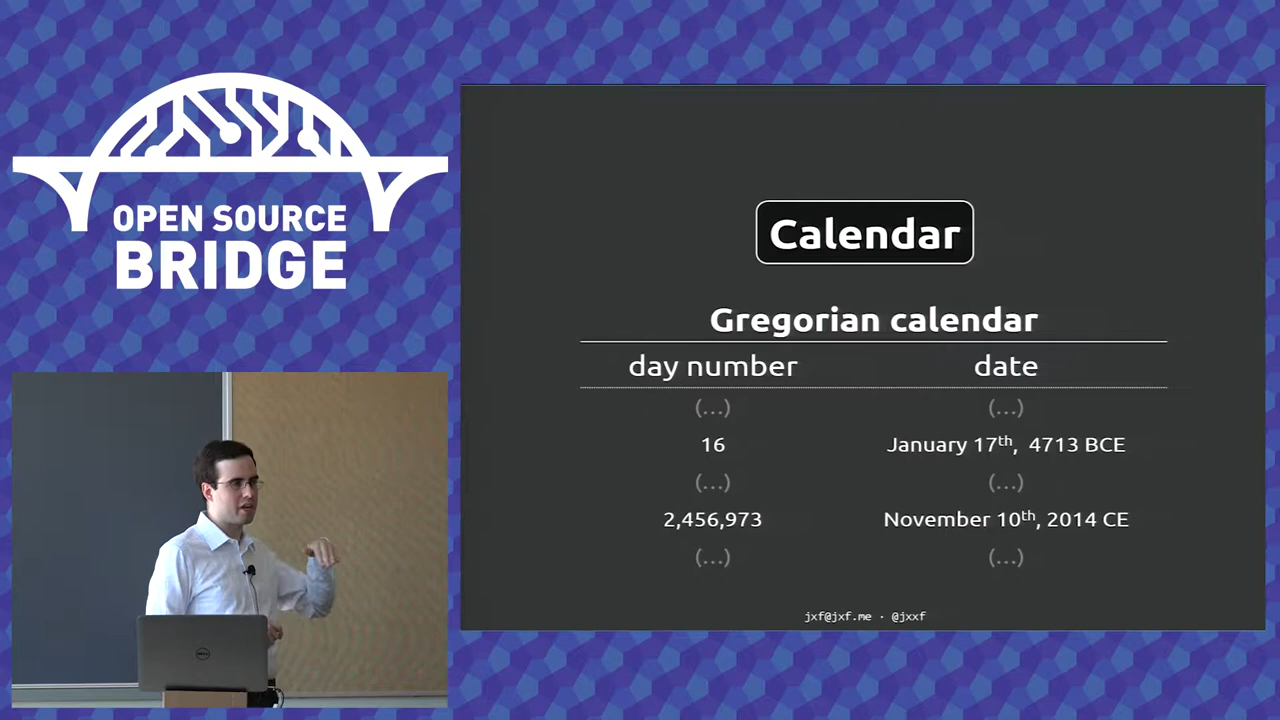 OPEN SOURCE
BRIDGE
Calendar
Gregorian calendar
day number date
(...) (...)
16 January 17th, 4713 BCE
(...) (...)
2,456,973 November 10th, 2014 CE
(...) (...)
jxf@jxf.me · @jxxf
DELL